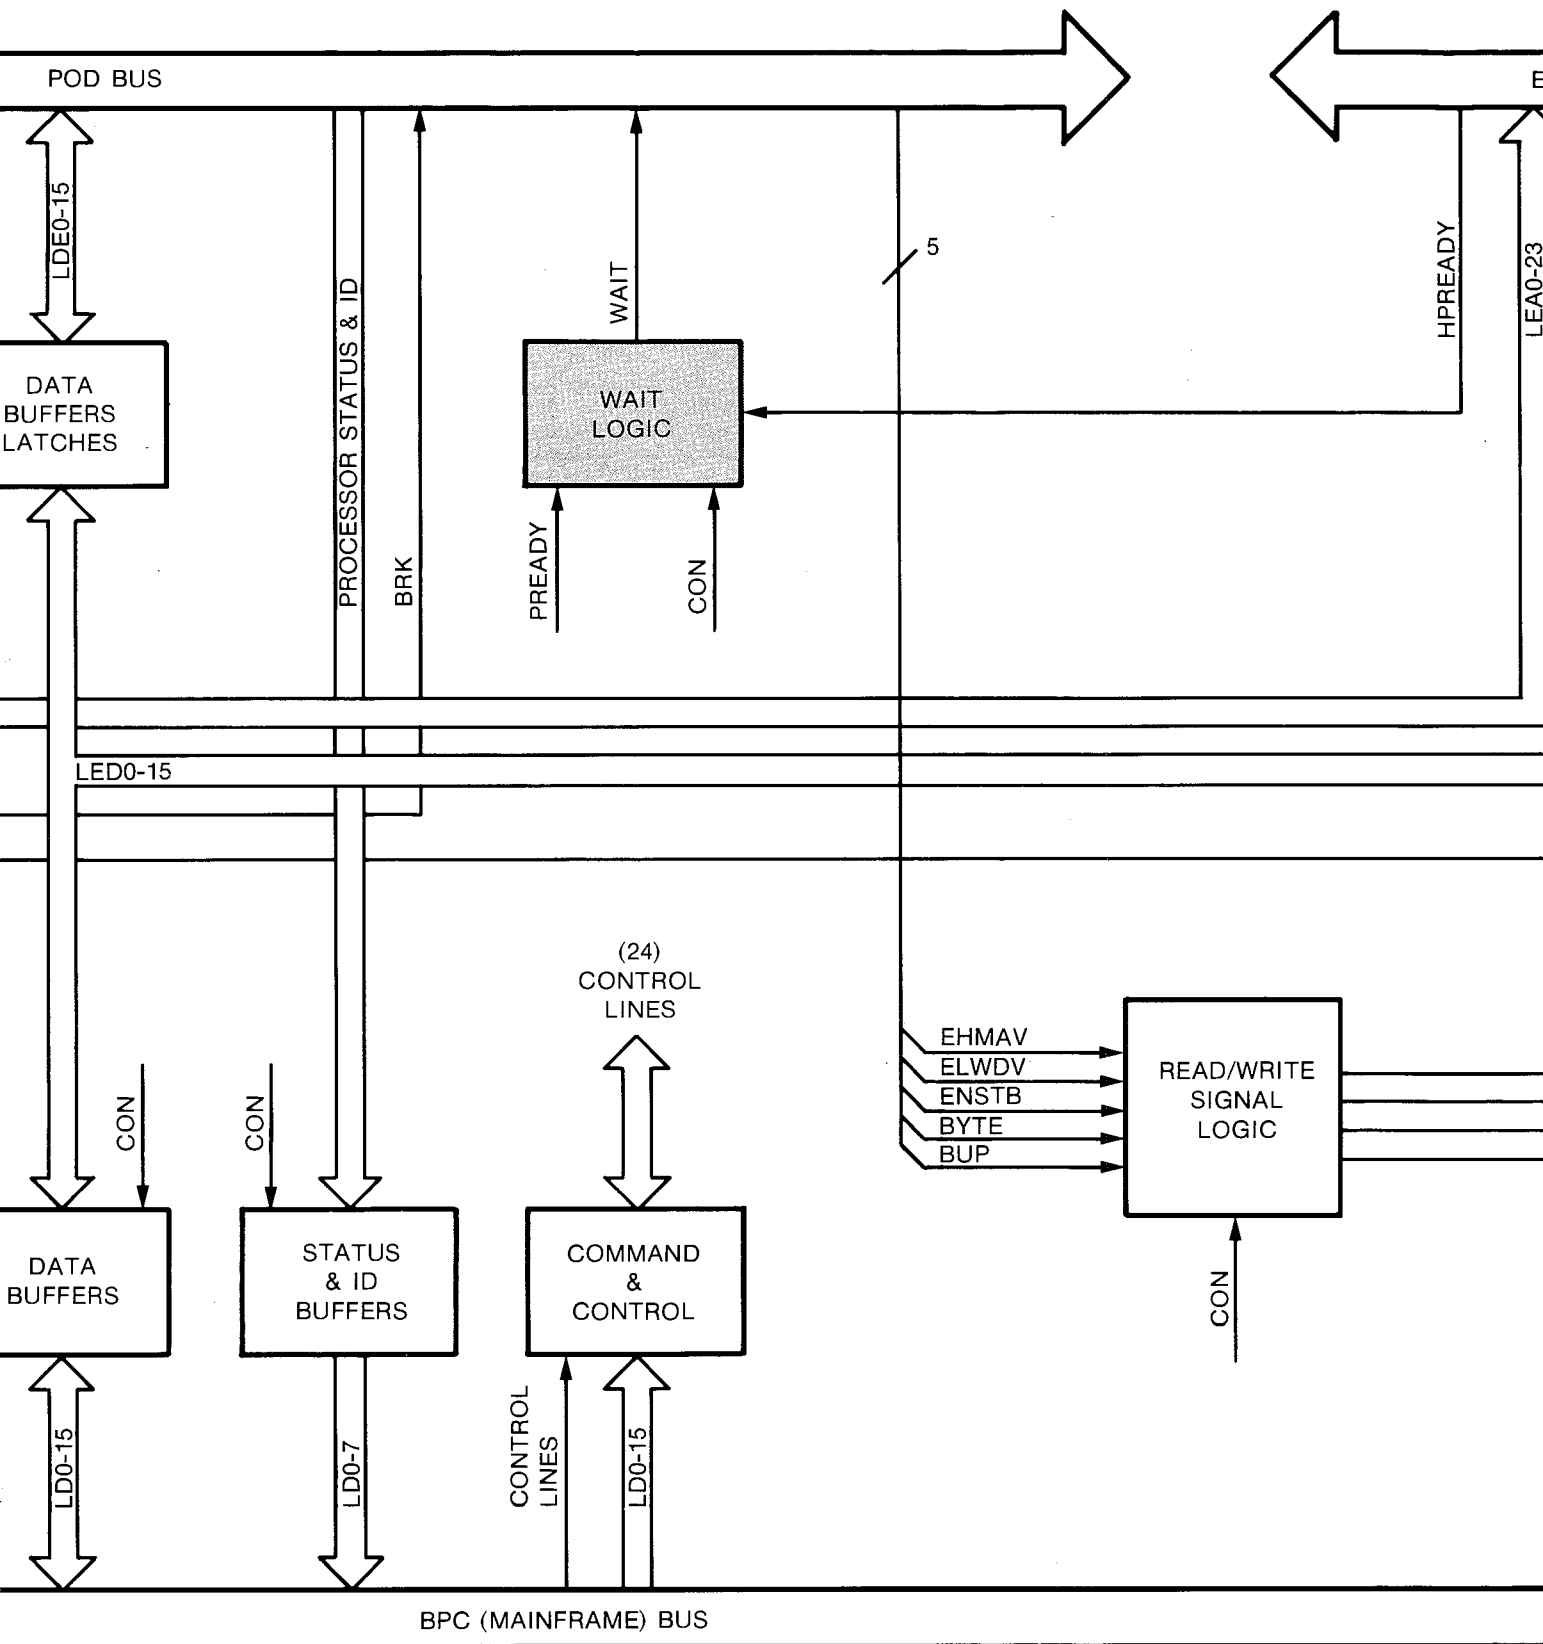 POD BUS
E
LDE0-15
PROCESSOR STATUS & ID
BRK
WAIT
5
HPREADY
LEA0-23
DATA
BUFFERS
LATCHES
WAIT
LOGIC
PREADY
CON
LED0-15
(24)
CONTROL
LINES
EHMAV
ELWDV
ENSTB
BYTE
BUP
READ/WRITE
SIGNAL
LOGIC
CON
CON
CON
DATA
BUFFERS
STATUS
& ID
BUFFERS
COMMAND
&
CONTROL
LD0-15
LD0-7
CONTROL
LINES
LD0-15
BPC (MAINFRAME) BUS